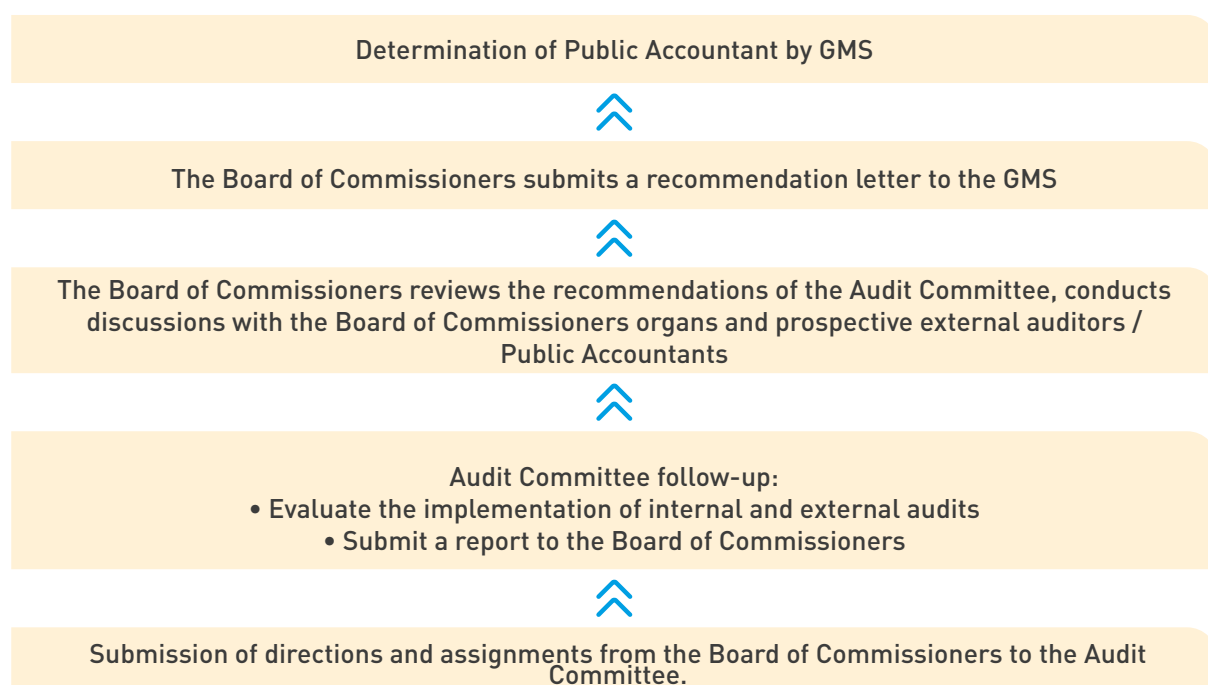 Determination of Public Accountant by GMS
The Board of Commissioners submits a recommendation letter to the GMS
The Board of Commissioners reviews the recommendations of the Audit Committee, conducts
discussions with the Board of Commissioners organs and prospective external auditors /
Public Accountants
Audit Committee follow-up:
• Evaluate the implementation of internal and external audits
• Submit a report to the Board of Commissioners
Submission of directions and assignments from the Board of Commissioners to the Audit
Committee.